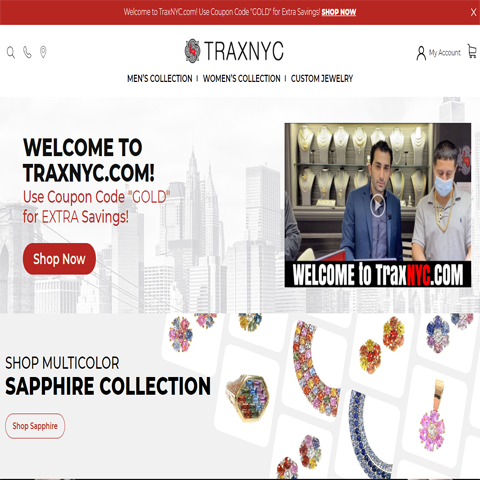 Welcome to TraxNYC.com! Use Coupon Code "GOLD" for Extra Savings! SHOP NOW
X
TRAXNYC
My Account
MEN'S COLLECTION | WOMEN'S COLLECTION | CUSTOM JEWELRY
WELCOME TO
TRAXNYC.COM!
Use Coupon Code "GOLD"
for EXTRA Savings!
Shop Now
WELCOME to TraxNYC.COM
SHOP MULTICOLOR
SAPPHIRE COLLECTION
Shop Sapphire